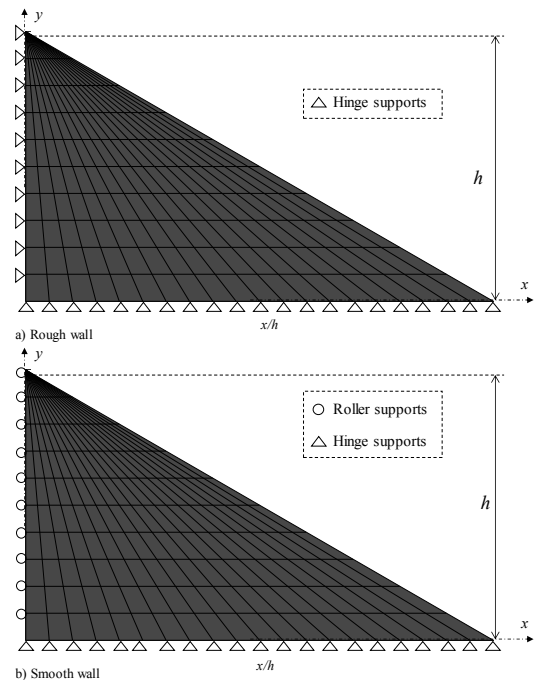 y
Hinge supports
h
x
x/h
a) Rough wall
y
Roller supports
Hinge supports
h
x
x/h
b) Smooth wall